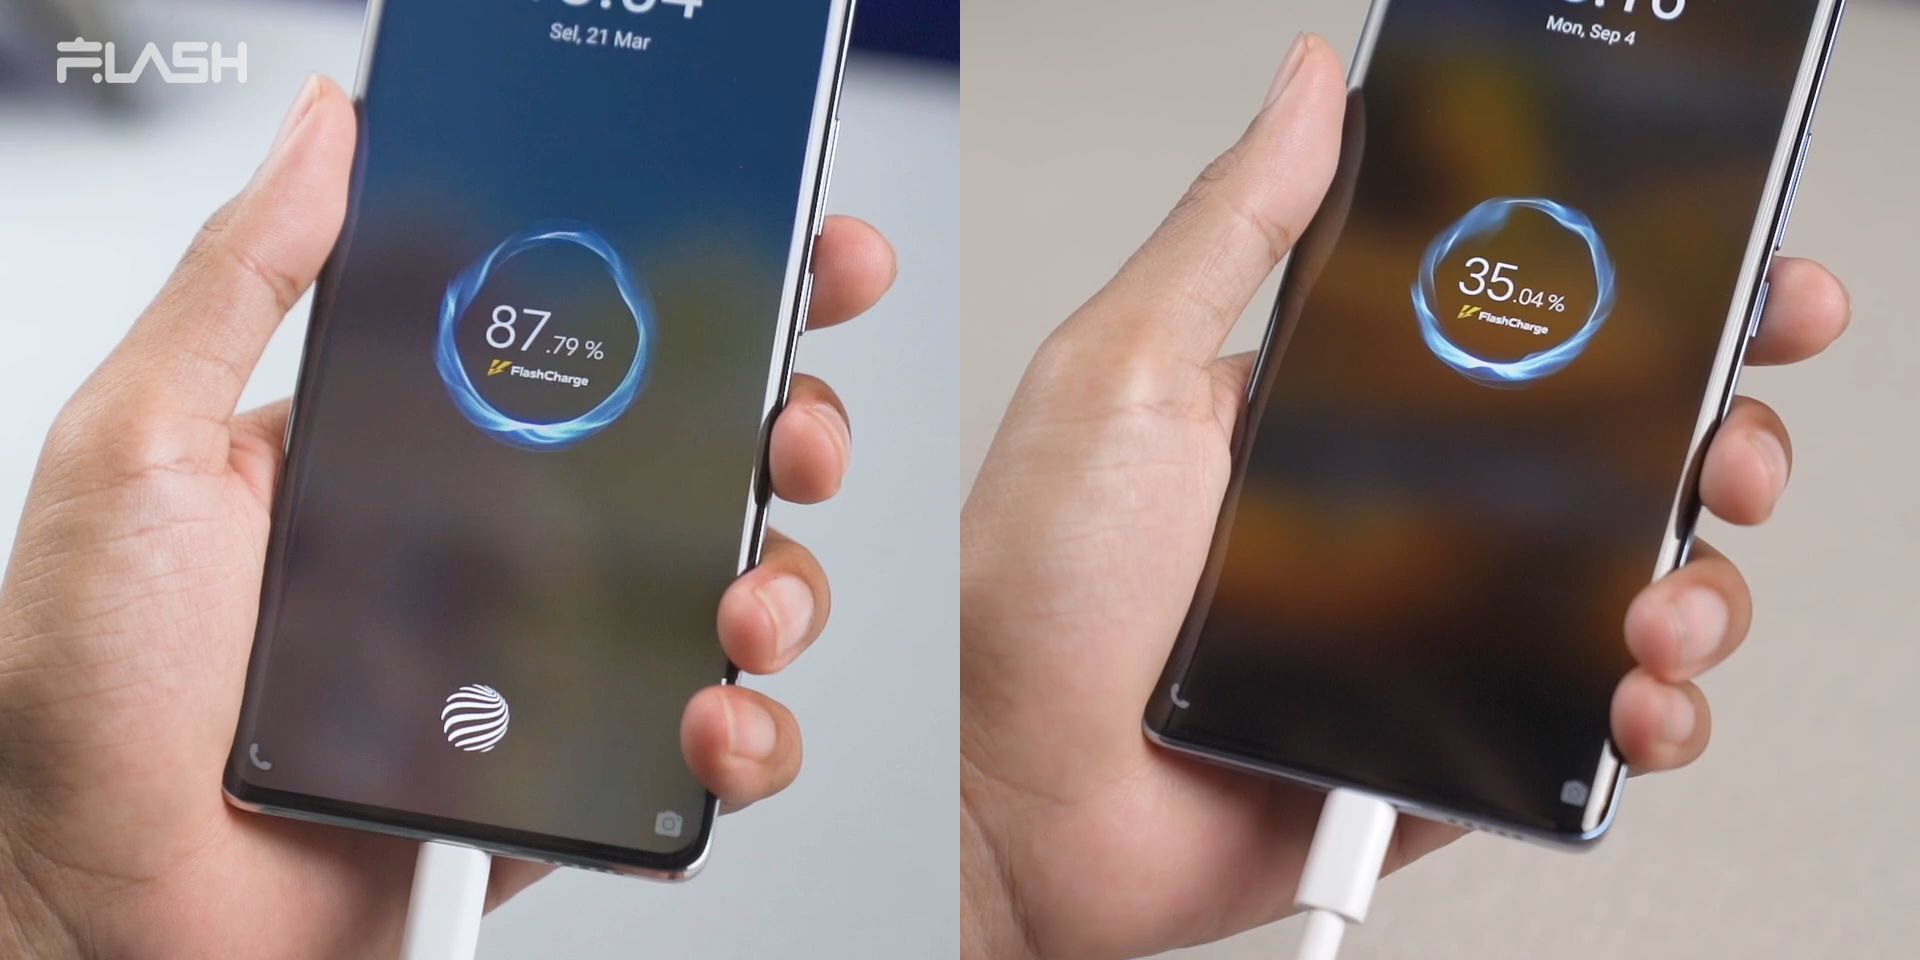 FLASH
Sel, 21 Mar
87.79 %
FlashCharge
Mon, Sep 4
35.04 %
FlashCharge